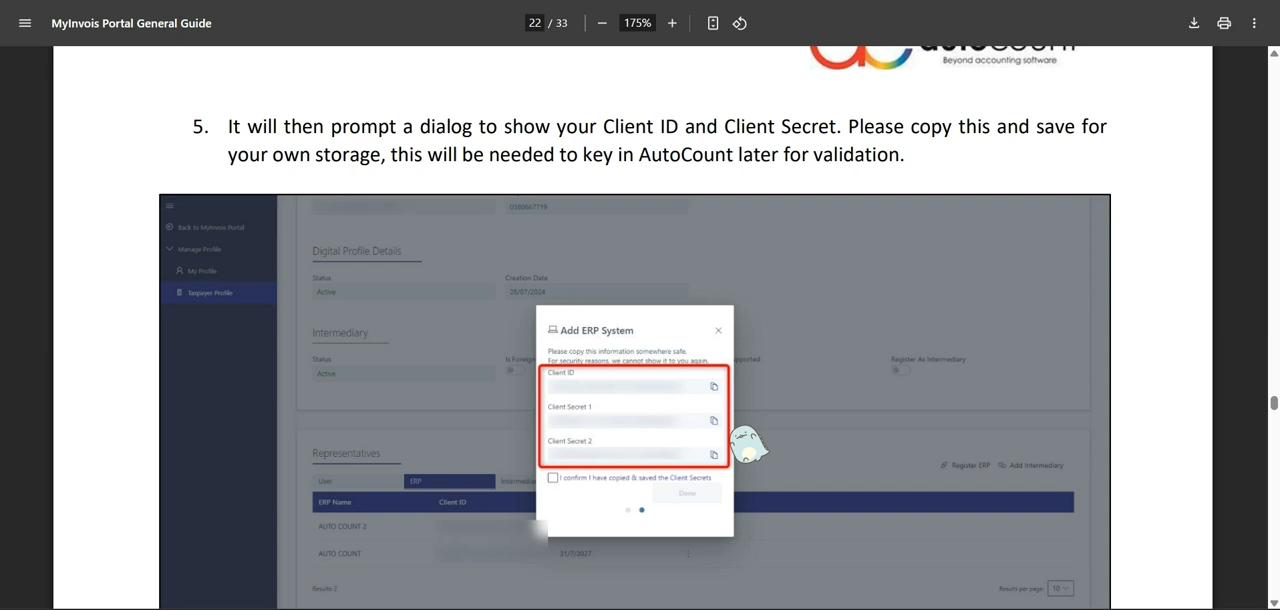 MyInvois Portal General Guide
22 / 33
175%
Beyond accounting software
5. It will then prompt a dialog to show your Client ID and Client Secret. Please copy this and save for
your own storage, this will be needed to key in AutoCount later for validation.
0380667719
Back to MyInvois Portal
Manage Profile
My Profile
Taxpayer Profile
Digital Profile Details
Status
Creation Date
Active
28/07/2024
Intermediary
Status
Is Foreign
Register As Intermediary
Active
Add ERP System
Please copy this information somewhere safe.
For security reasons, we cannot show it to you again.
Client ID
Client Secret 1
Client Secret 2
I confirm I have copied & saved the Client Secrets
Done
Representatives
Register ERP
Add Intermediary
User
ERP
ERP Name
Client ID
AUTO COUNT 2
AUTO COUNT
31/7/2027
Results 2
Results per page
10